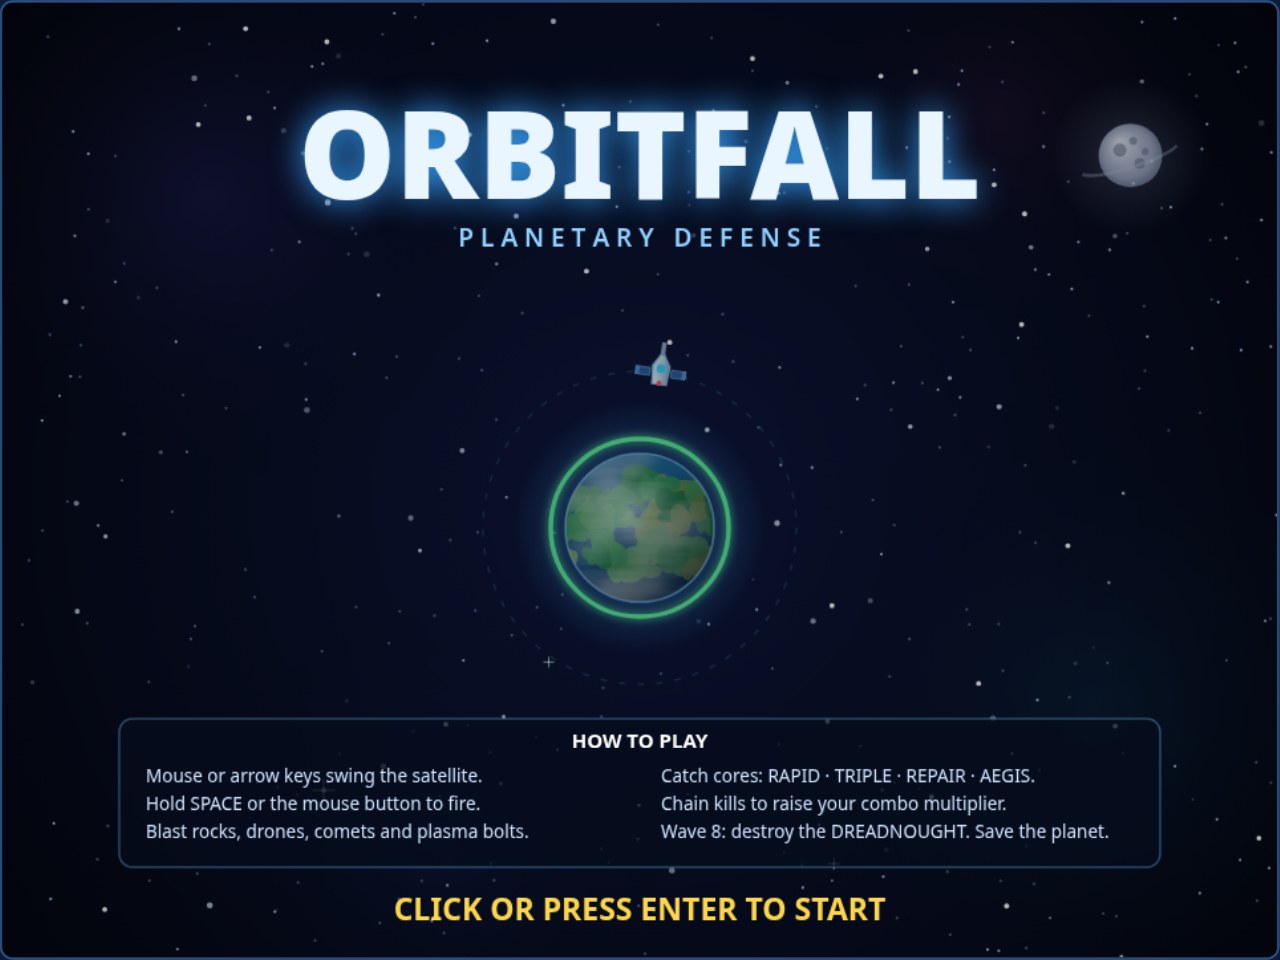 ORBITFALL
PLANETARY DEFENSE
HOW TO PLAY
Mouse or arrow keys swing the satellite.
Hold SPACE or the mouse button to fire.
Blast rocks, drones, comets and plasma bolts.
Catch cores: RAPID · TRIPLE · REPAIR · AEGIS.
Chain kills to raise your combo multiplier.
Wave 8: destroy the DREADNOUGHT. Save the planet.
CLICK OR PRESS ENTER TO START